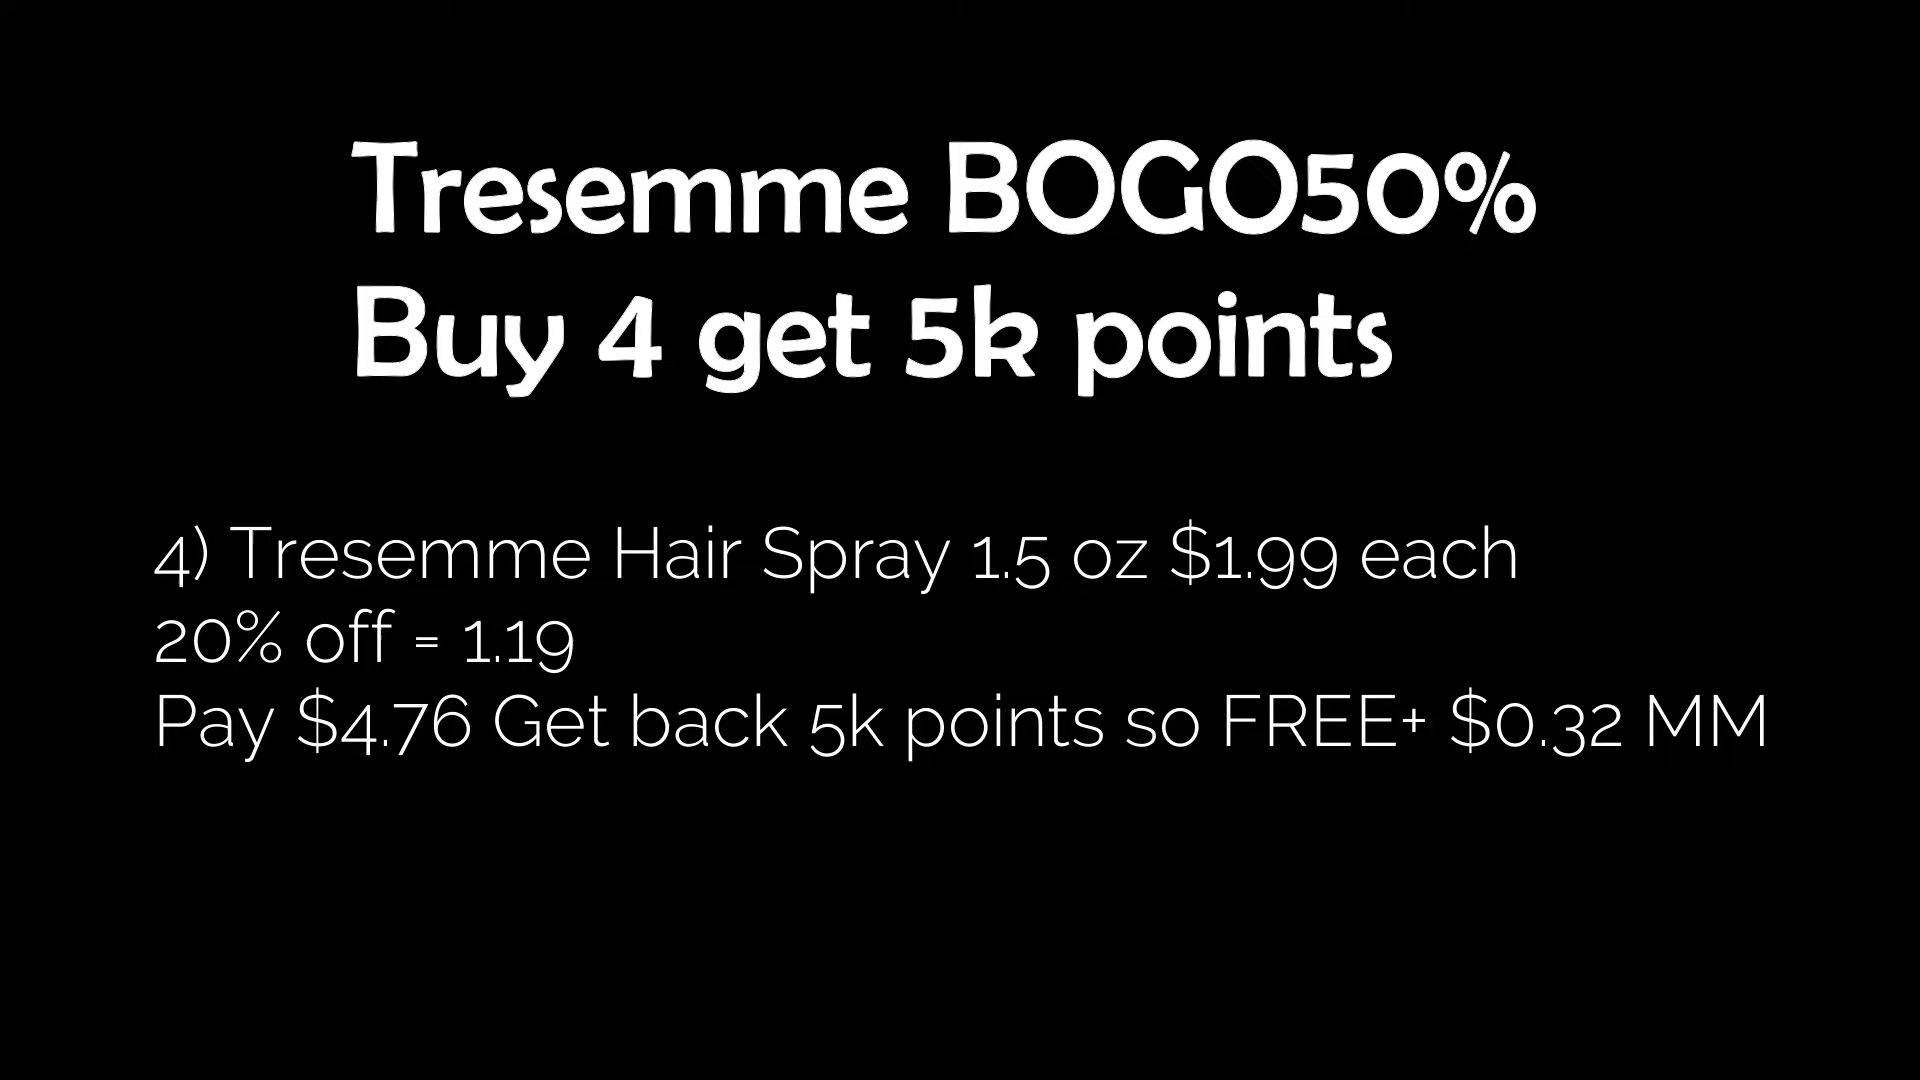 Tresemme BOGO50%
Buy 4 get 5k points
4) Tresemme Hair Spray 1.5 oz $1.99 each
20% off = 1.19
Pay $4.76 Get back 5k points so FREE+ $0.32 MM